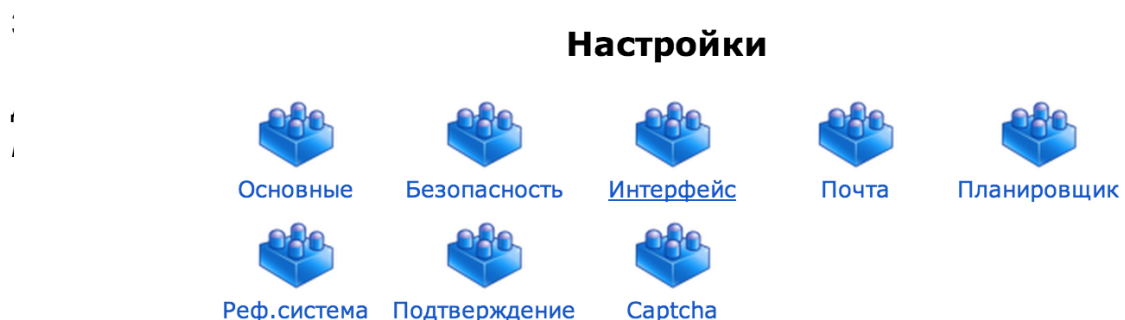 Настройки
Основные Безопасность Интерфейс Почта Планировщик
Реф.система Подтверждение Captcha